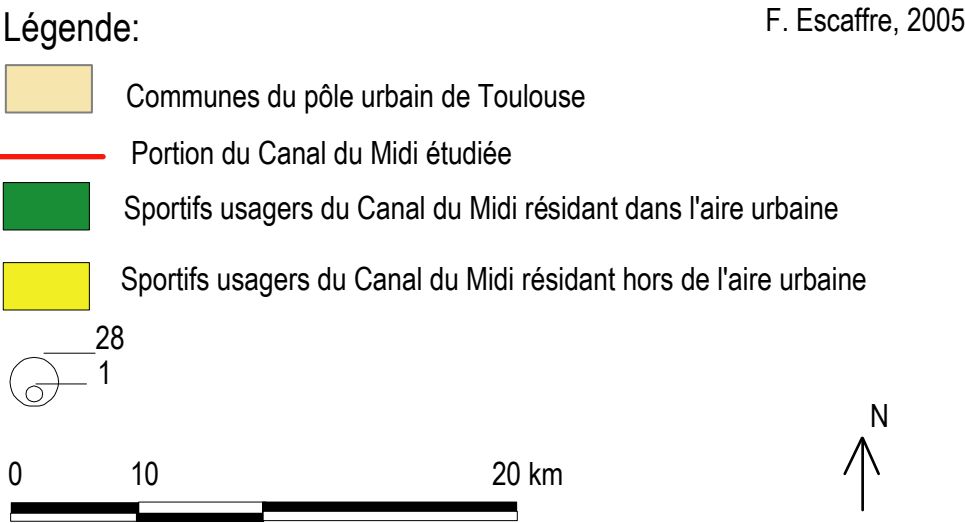 Légende:
F. Escaffre, 2005
Communes du pôle urbain de Toulouse
Portion du Canal du Midi étudiée
Sportifs usagers du Canal du Midi résidant dans l'aire urbaine
Sportifs usagers du Canal du Midi résidant hors de l'aire urbaine
28
1
N
0 10 20 km